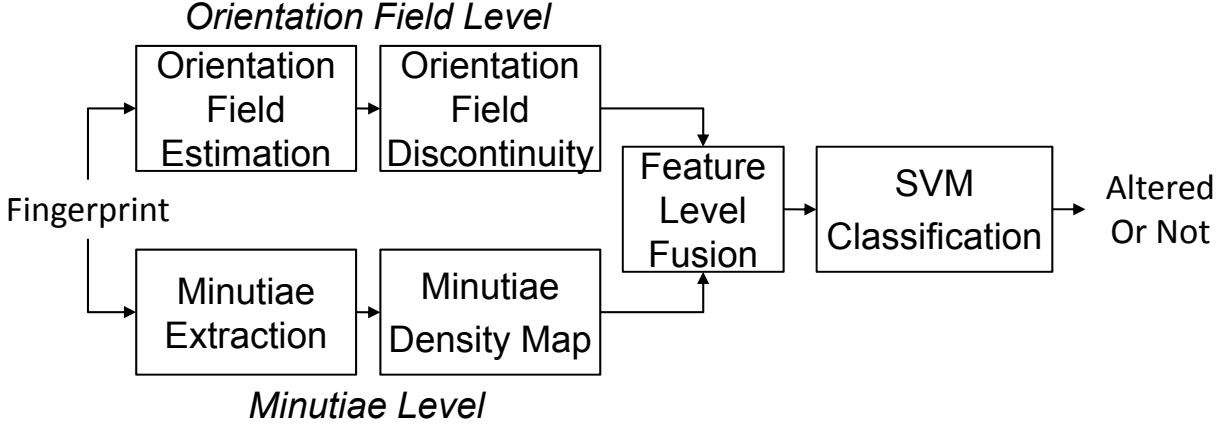 Orientation Field Level
Orientation
Field
Estimation
Orientation
Field
Discontinuity
Fingerprint
Minutiae
Extraction
Minutiae
Density Map
Minutiae Level
Feature
Level
Fusion
SVM
Classification
Altered
Or Not